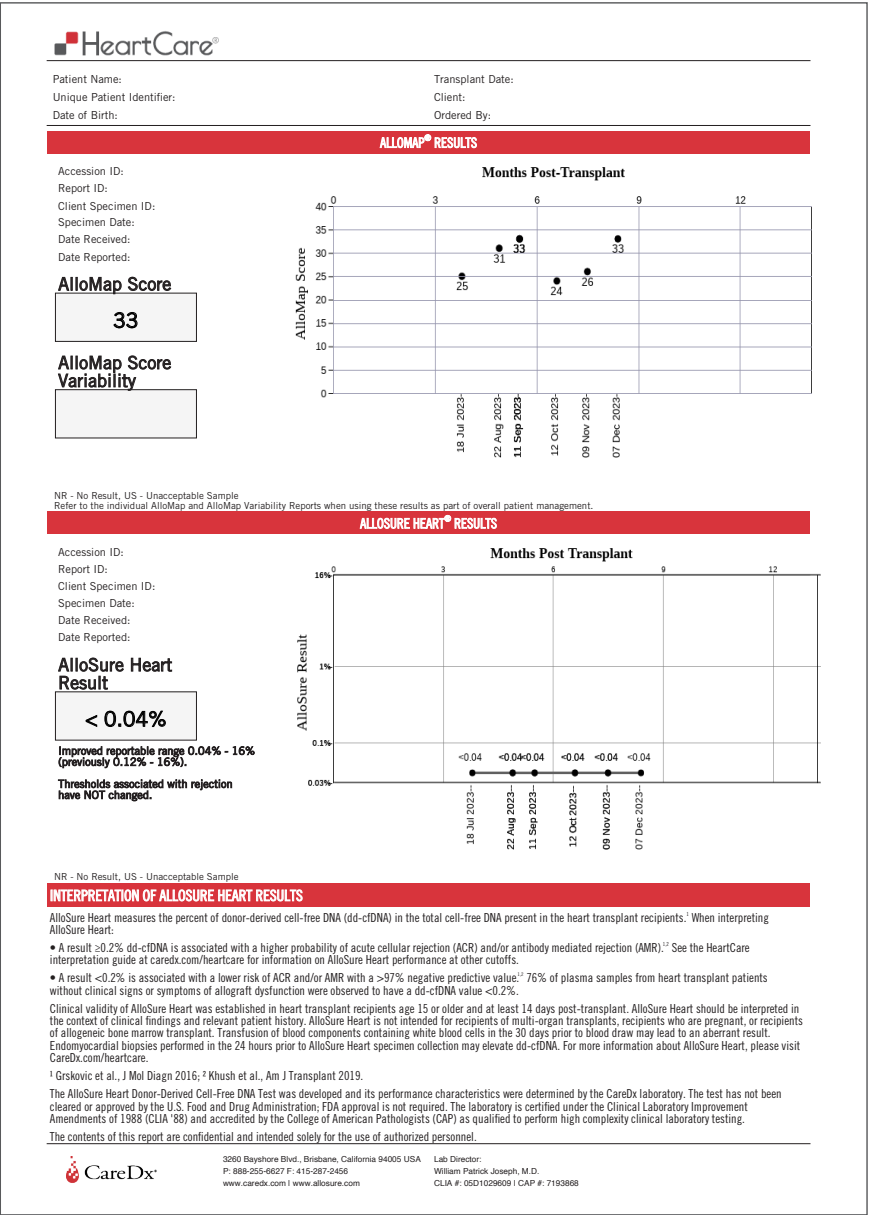 HeartCare®
Patient Name:
Transplant Date:
Unique Patient Identifier:
Client:
Date of Birth:
Ordered By:
ALLOMAP® RESULTS
Accession ID:
Report ID:
Client Specimen ID:
Specimen Date:
Date Received:
Date Reported:
AlloMap Score
33
AlloMap Score
Variability
Months Post-Transplant
0 3 6 9 12
AlloMap Score
40
35
30
25
20
15
10
5
0
25
31
33
24
26
33
18 Jul 2023
22 Aug 2023
11 Sep 2023
12 Oct 2023
09 Nov 2023
07 Dec 2023
NR - No Result, US - Unacceptable Sample
Refer to the individual AlloMap and AlloMap Variability Reports when using these results as part of overall patient management.
ALLOSURE HEART® RESULTS
Accession ID:
Report ID:
Client Specimen ID:
Specimen Date:
Date Received:
Date Reported:
AlloSure Heart
Result
< 0.04%
Improved reportable range 0.04% - 16%
(previously 0.12% - 16%).
Thresholds associated with rejection
have NOT changed.
Months Post Transplant
0 3 6 9 12
AlloSure Result
16%
1%
0.1%
0.03%
<0.04 <0.04 <0.04 <0.04 <0.04 <0.04
18 Jul 2023
22 Aug 2023
11 Sep 2023
12 Oct 2023
09 Nov 2023
07 Dec 2023
NR - No Result, US - Unacceptable Sample
INTERPRETATION OF ALLOSURE HEART RESULTS
AlloSure Heart measures the percent of donor-derived cell-free DNA (dd-cfDNA) in the total cell-free DNA present in the heart transplant recipients.¹ When interpreting
AlloSure Heart:
• A result ≥0.2% dd-cfDNA is associated with a higher probability of acute cellular rejection (ACR) and/or antibody mediated rejection (AMR).¹,² See the HeartCare
interpretation guide at caredx.com/heartcare for information on AlloSure Heart performance at other cutoffs.
• A result <0.2% is associated with a lower risk of ACR and/or AMR with a >97% negative predictive value.¹,² 76% of plasma samples from heart transplant patients
without clinical signs or symptoms of allograft dysfunction were observed to have a dd-cfDNA value <0.2%.
Clinical validity of AlloSure Heart was established in heart transplant recipients age 15 or older and at least 14 days post-transplant. AlloSure Heart should be interpreted in
the context of clinical findings and relevant patient history. AlloSure Heart is not intended for recipients of multi-organ transplants, recipients who are pregnant, or recipients
of allogeneic bone marrow transplant. Transfusion of blood components containing white blood cells in the 30 days prior to blood draw may lead to an aberrant result.
Endomyocardial biopsies performed in the 24 hours prior to AlloSure Heart specimen collection may elevate dd-cfDNA. For more information about AlloSure Heart, please visit
CareDx.com/heartcare.
¹ Grskovic et al., J Mol Diagn 2016; ² Khush et al., Am J Transplant 2019.
The AlloSure Heart Donor-Derived Cell-Free DNA Test was developed and its performance characteristics were determined by the CareDx laboratory. The test has not been
cleared or approved by the U.S. Food and Drug Administration; FDA approval is not required. The laboratory is certified under the Clinical Laboratory Improvement
Amendments of 1988 (CLIA '88) and accredited by the College of American Pathologists (CAP) as qualified to perform high complexity clinical laboratory testing.
The contents of this report are confidential and intended solely for the use of authorized personnel.
CareDx®
3260 Bayshore Blvd., Brisbane, California 94005 USA
P: 888-255-6627 F: 415-287-2456
www.caredx.com | www.allosure.com
Lab Director:
William Patrick Joseph, M.D.
CLIA #: 05D1029609 | CAP #: 7193868